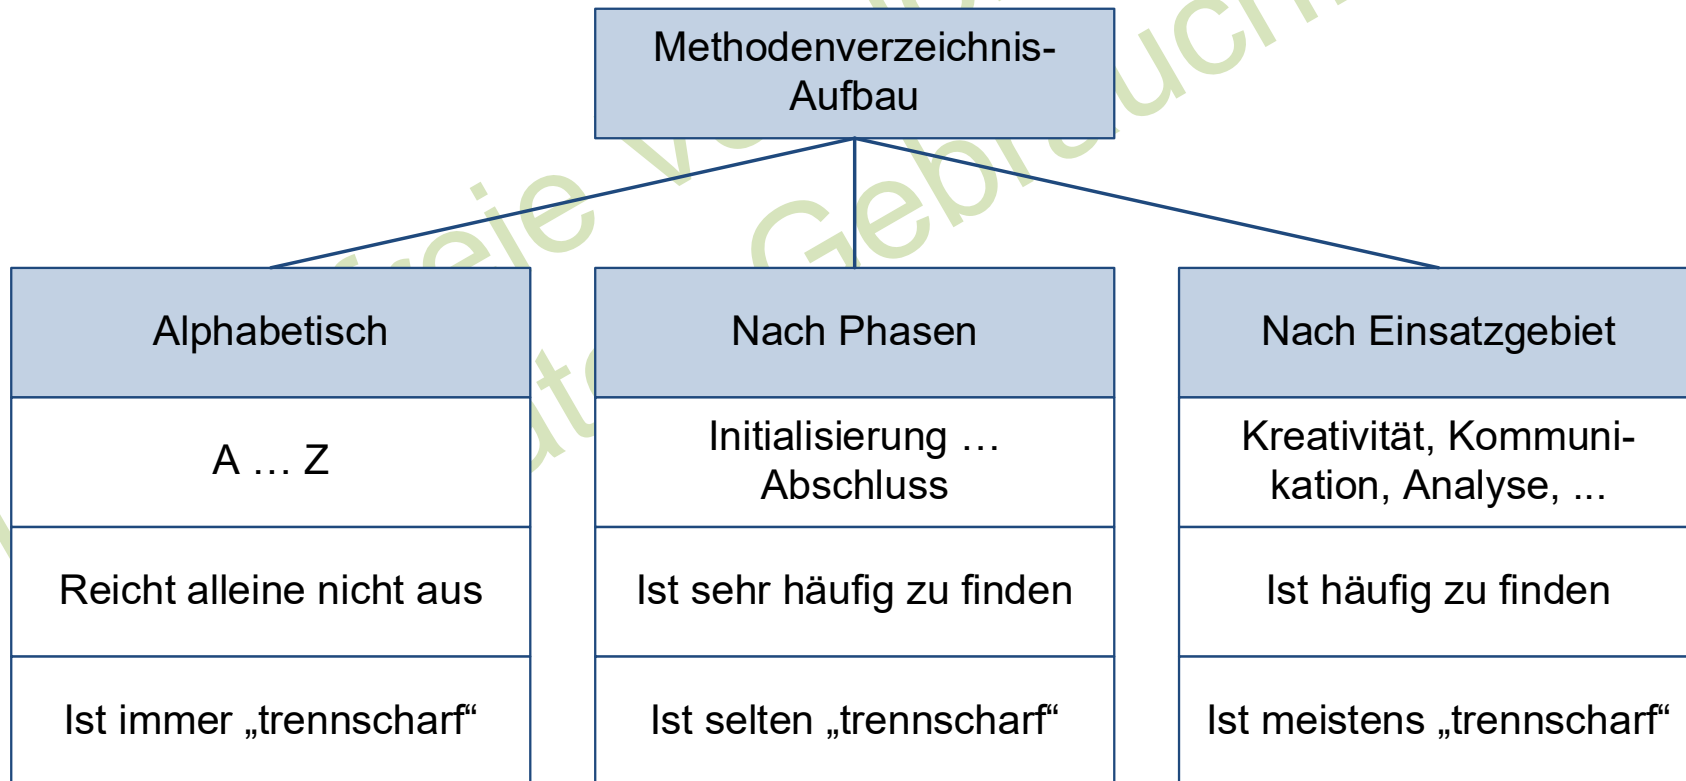 Methodenverzeichnis-
Aufbau
Alphabetisch
A … Z
Reicht alleine nicht aus
Ist immer „trennscharf“
Nach Phasen
Initialisierung …
Abschluss
Ist sehr häufig zu finden
Ist selten „trennscharf“
Nach Einsatzgebiet
Kreativität, Kommuni-
kation, Analyse, ...
Ist häufig zu finden
Ist meistens „trennscharf“